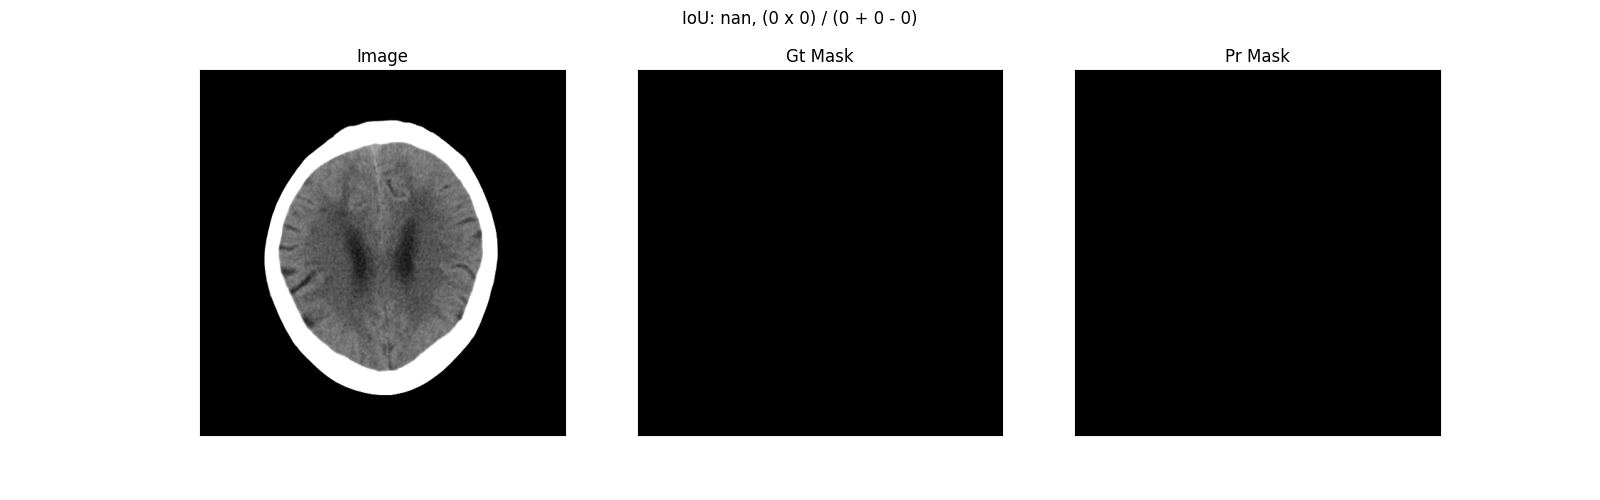 IoU: nan, (0 x 0) / (0 + 0 - 0)
Image
Gt Mask
Pr Mask